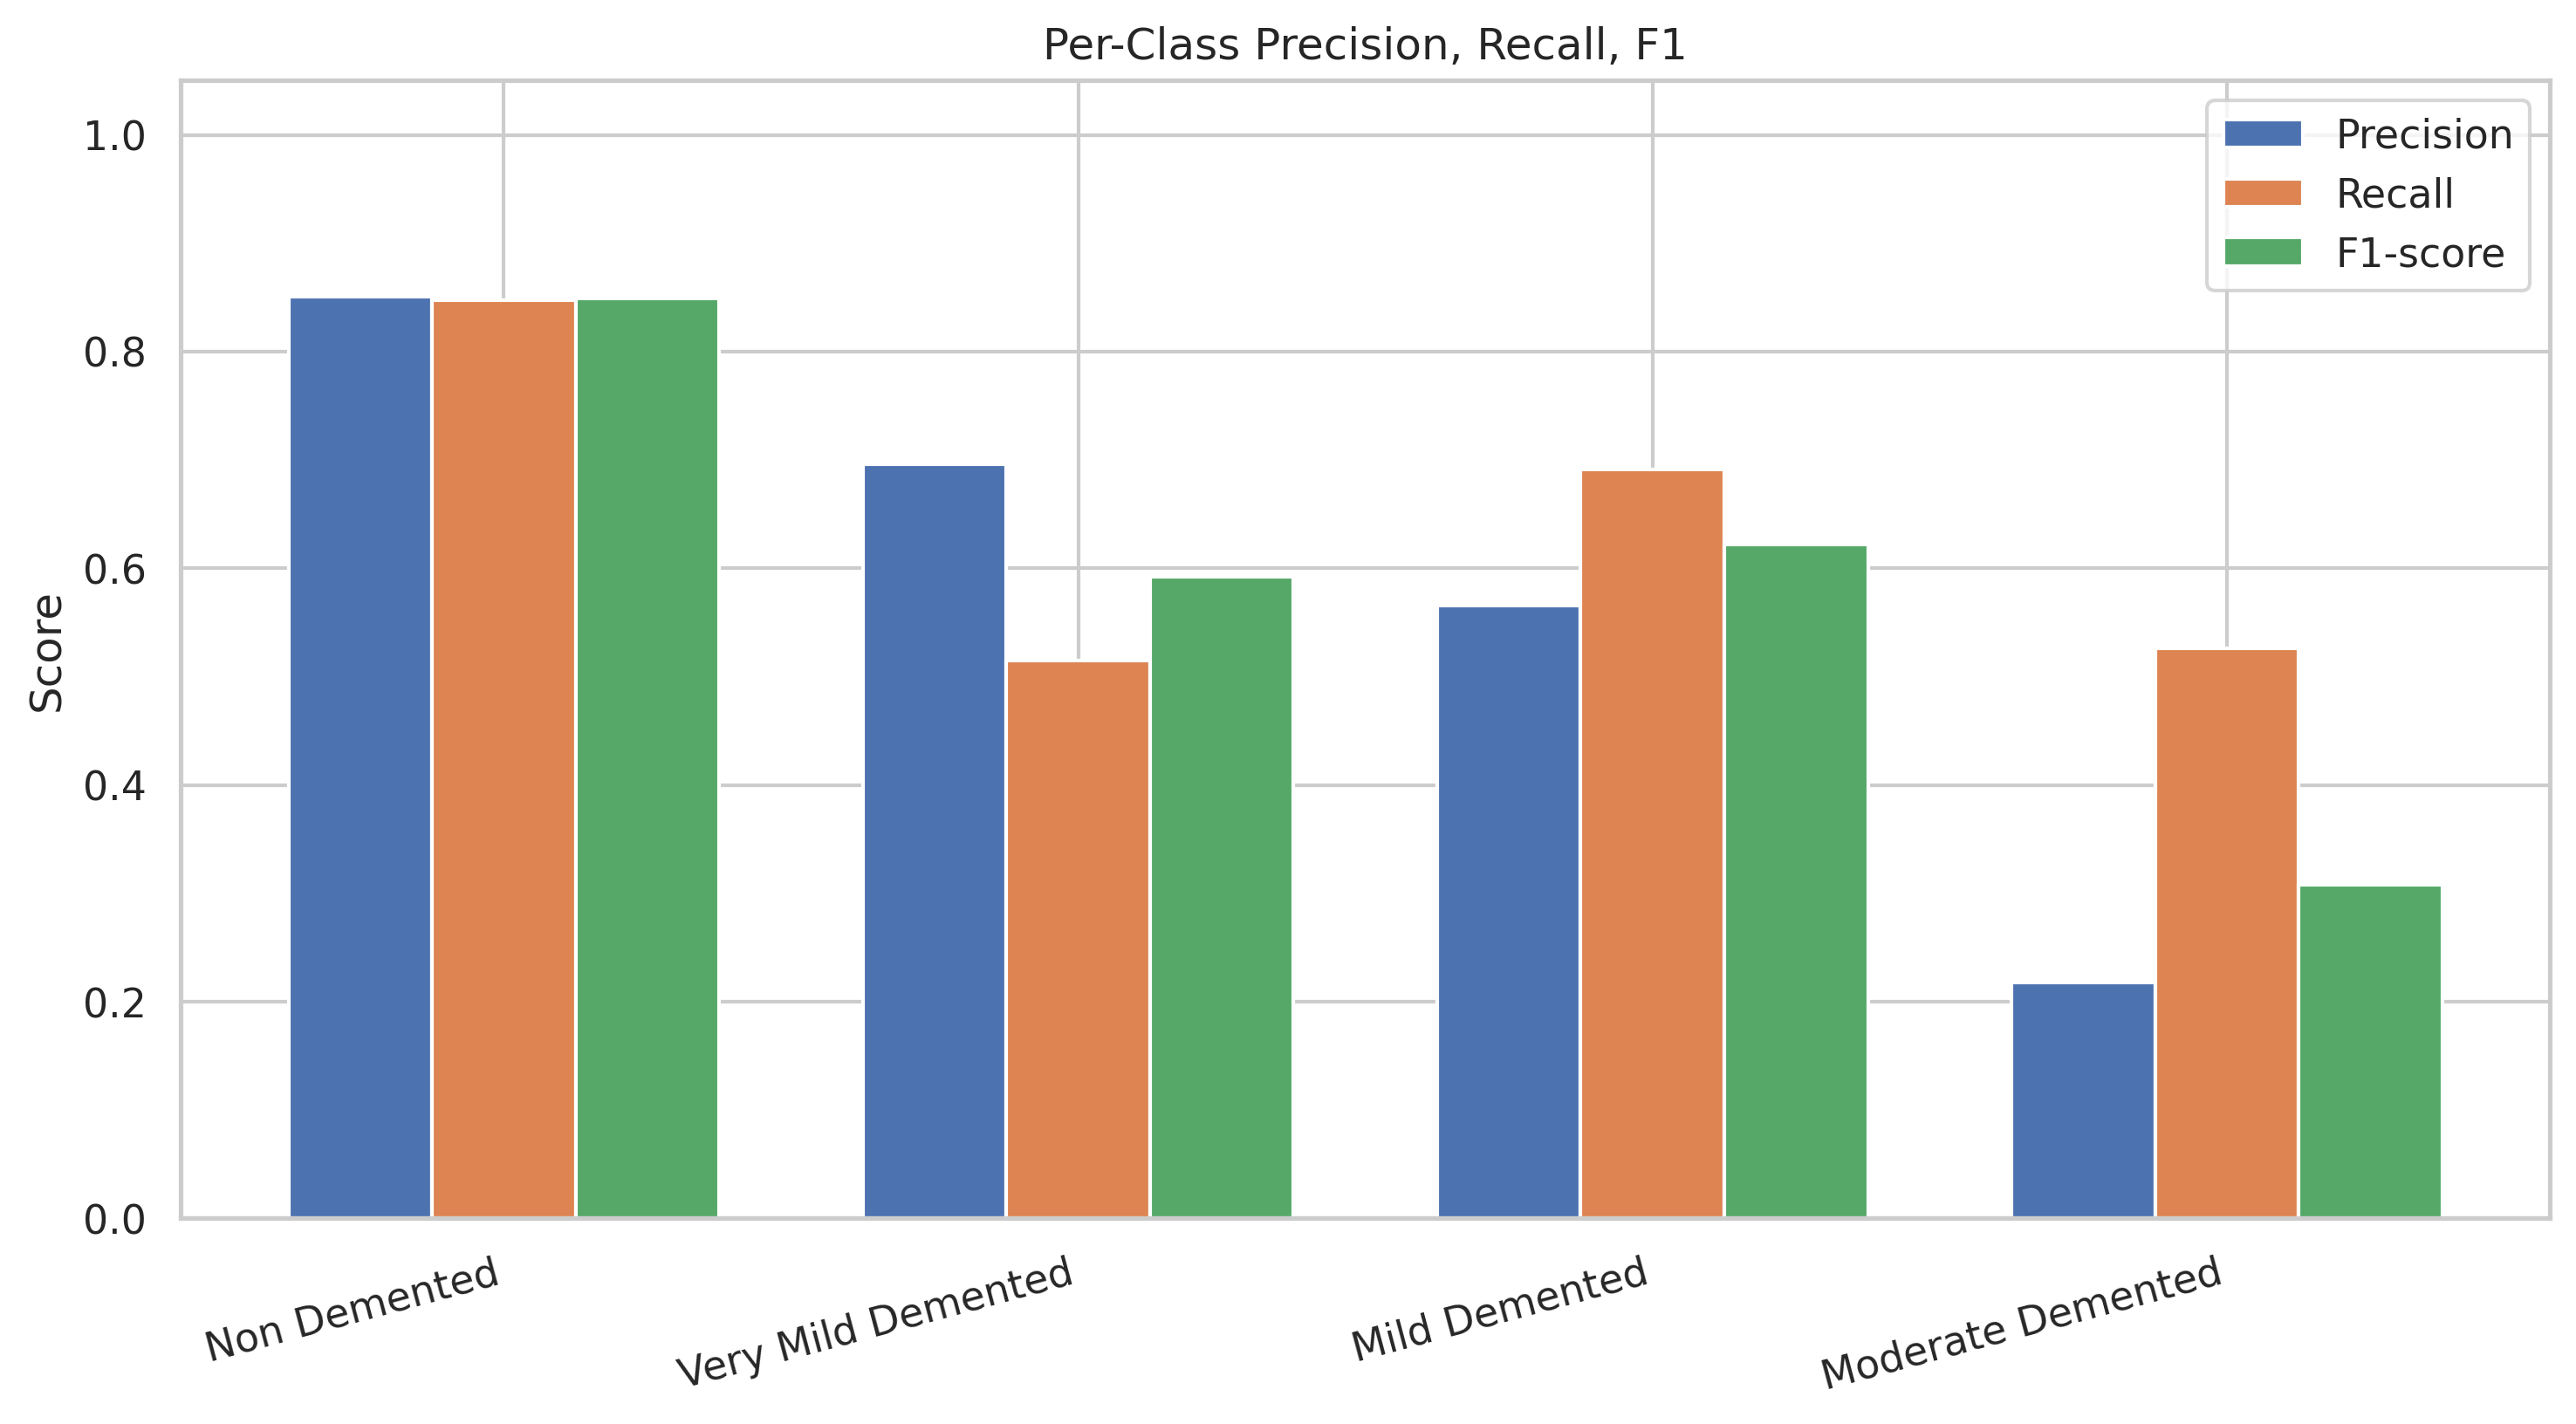 Per-Class Precision, Recall, F1
Precision
Recall
F1-score
Score
1.0
0.8
0.6
0.4
0.2
0.0
Non Demented
Very Mild Demented
Mild Demented
Moderate Demented